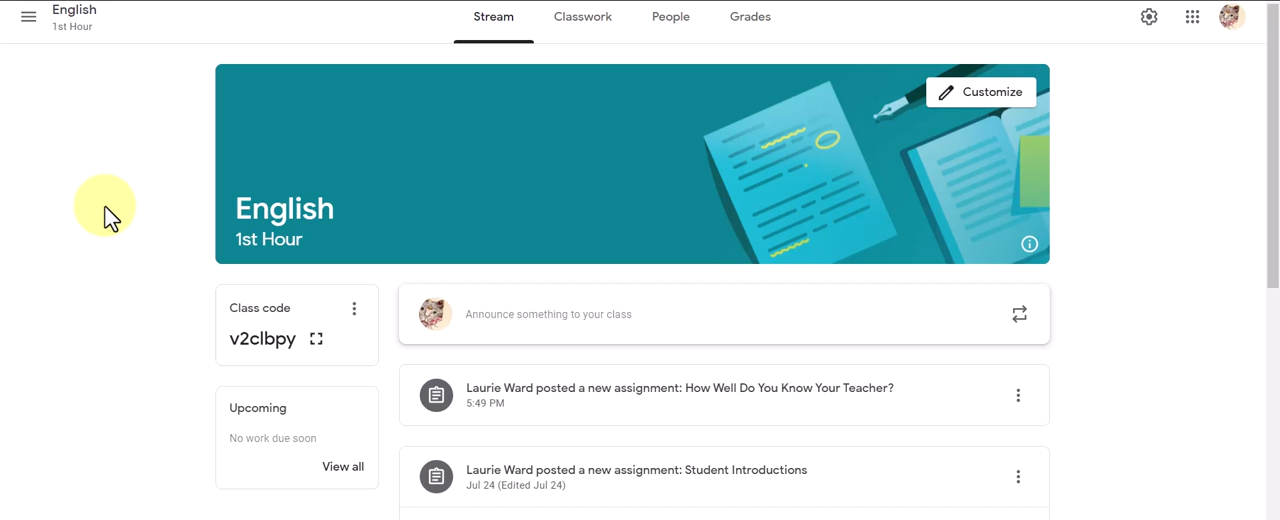 English
1st Hour
Stream
Classwork
People
Grades
Customize
English
1st Hour
Class code
v2clbpy
Announce something to your class
Laurie Ward posted a new assignment: How Well Do You Know Your Teacher?
5:49 PM
Upcoming
No work due soon
View all
Laurie Ward posted a new assignment: Student Introductions
Jul 24 (Edited Jul 24)